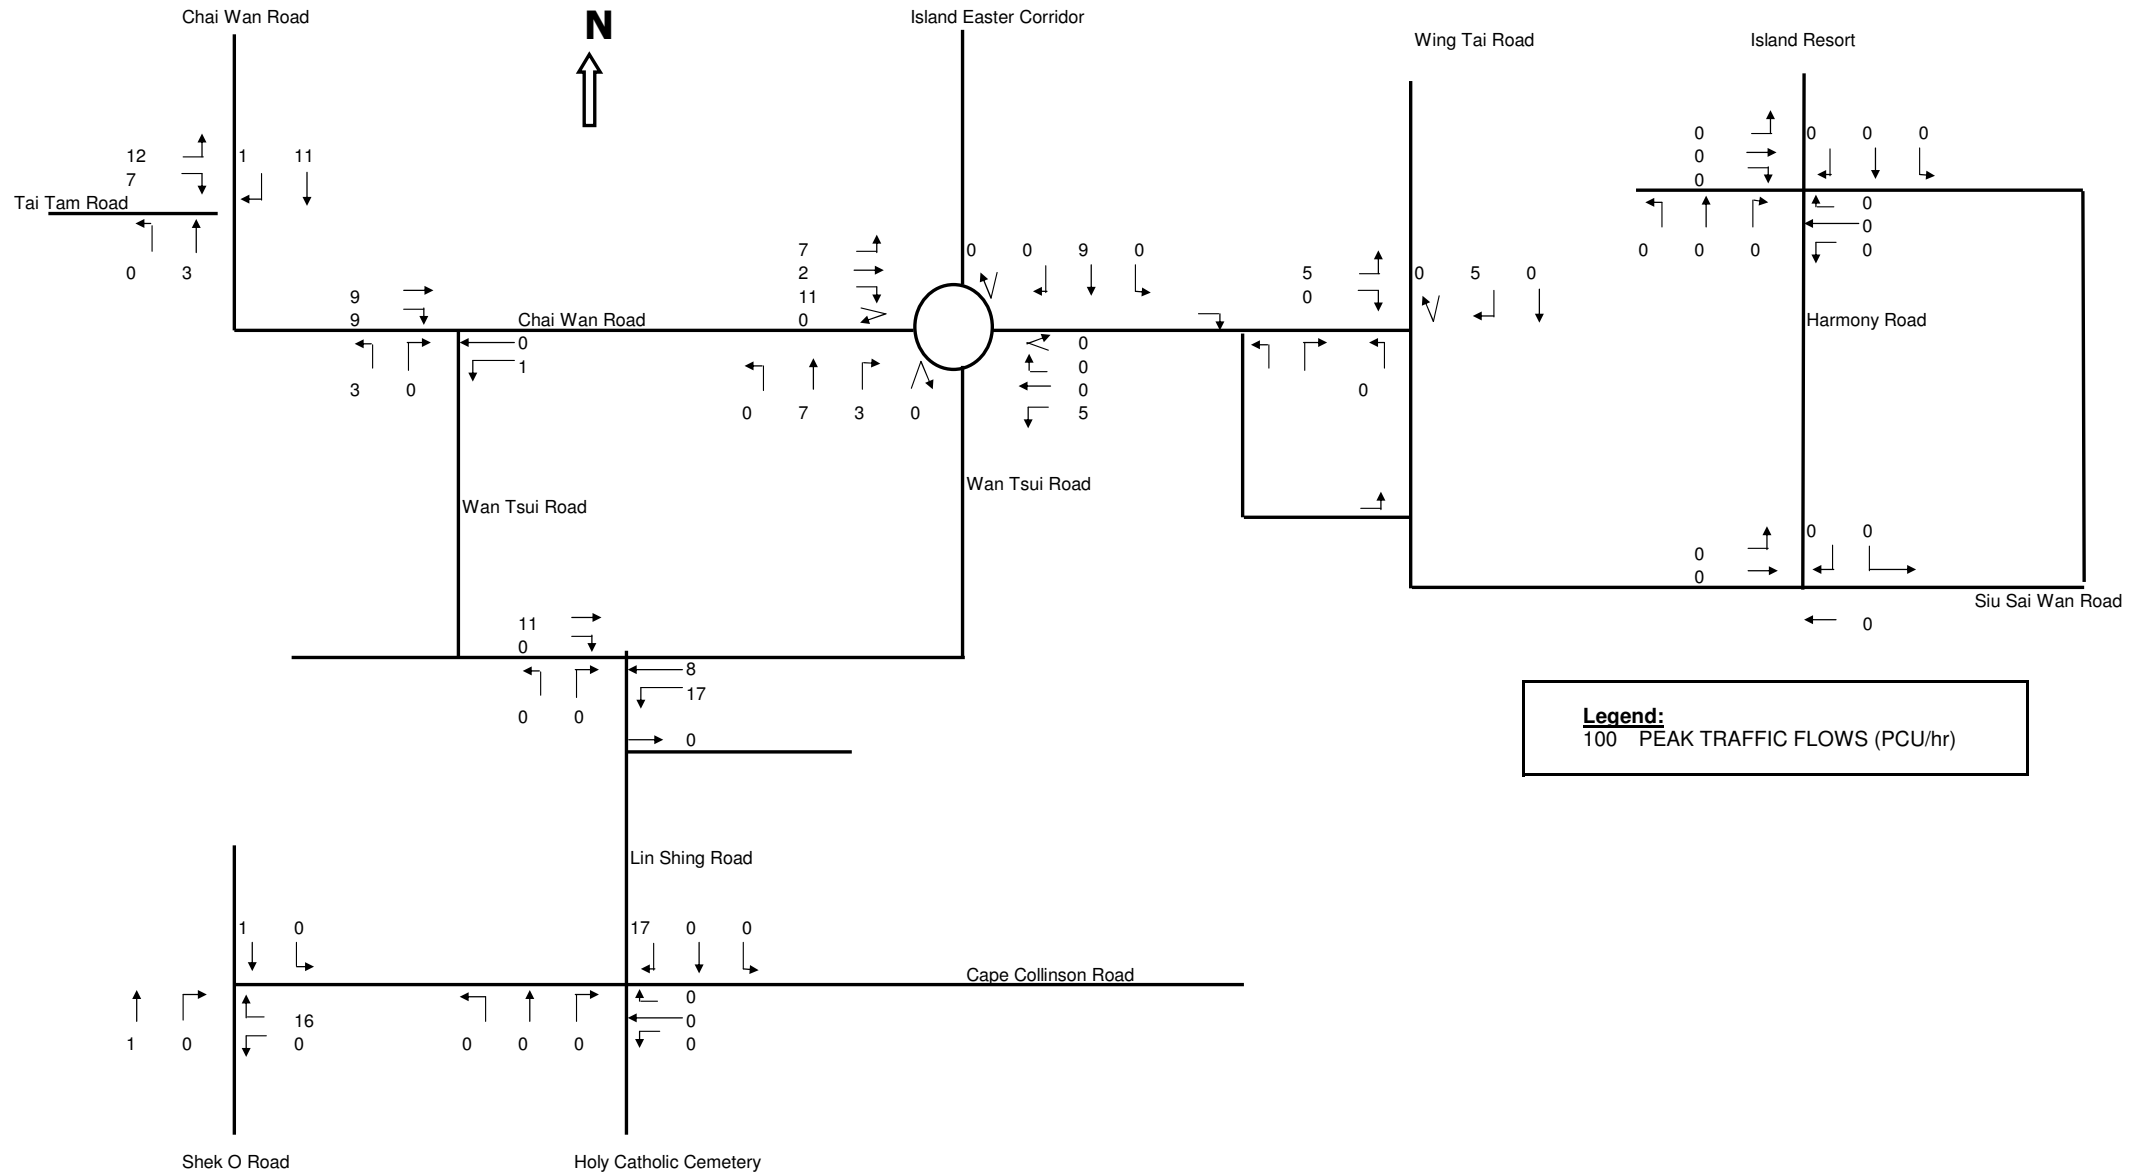 Chai Wan Road
N
Island Easter Corridor
Wing Tai Road
Island Resort
12
7
1 11
Tai Tam Road
0 3
0
0
0
0 0 0
0
0
0
0 0 0
7
2
11
0
0 0 9 0
5
0
0 5 0
9
9
Chai Wan Road
0
1
3 0
0
0
0
5
0 7 3 0
0
Harmony Road
Wan Tsui Road
Wan Tsui Road
0
0
0 0
Siu Sai Wan Road
0
11
0
8
17
0 0
0
Legend:
100 PEAK TRAFFIC FLOWS (PCU/hr)
Lin Shing Road
1 0
17 0 0
Cape Collinson Road
16
0
1 0
0
0
0
0 0 0
Shek O Road
Holy Catholic Cemetery